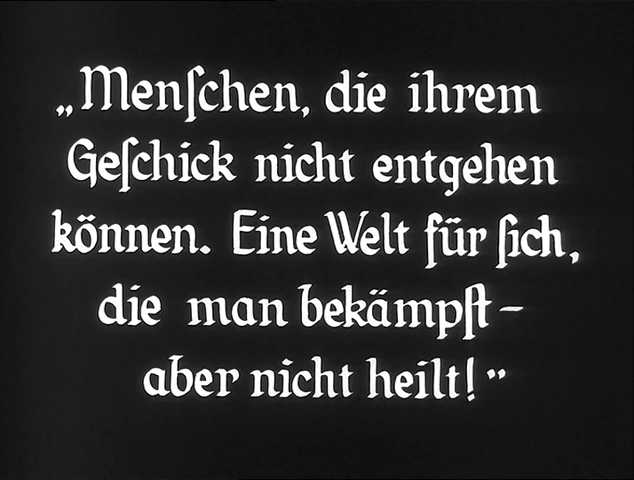 „Menſchen, die ihrem
Geſchick nicht entgehen
können. Eine Welt für ſich,
die man bekämpſt –
aber nicht heilt!”